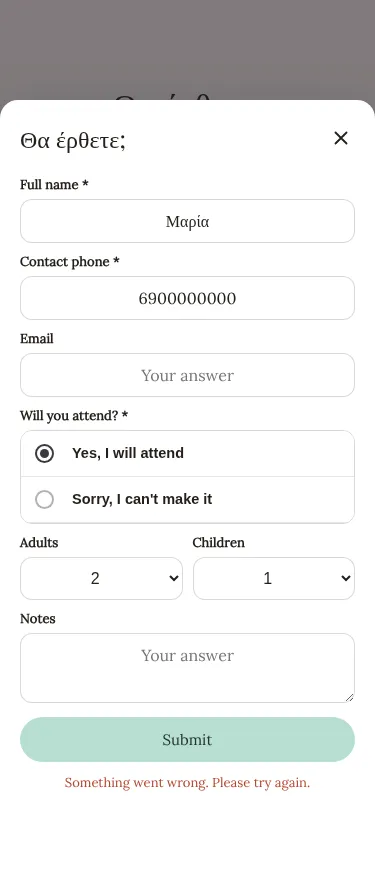 Θα έρθετε;
Full name *
Μαρία
Contact phone *
6900000000
Email
Your answer
Will you attend? *
Yes, I will attend
Sorry, I can't make it
Adults
Children
2
1
Notes
Your answer
Submit
Something went wrong. Please try again.